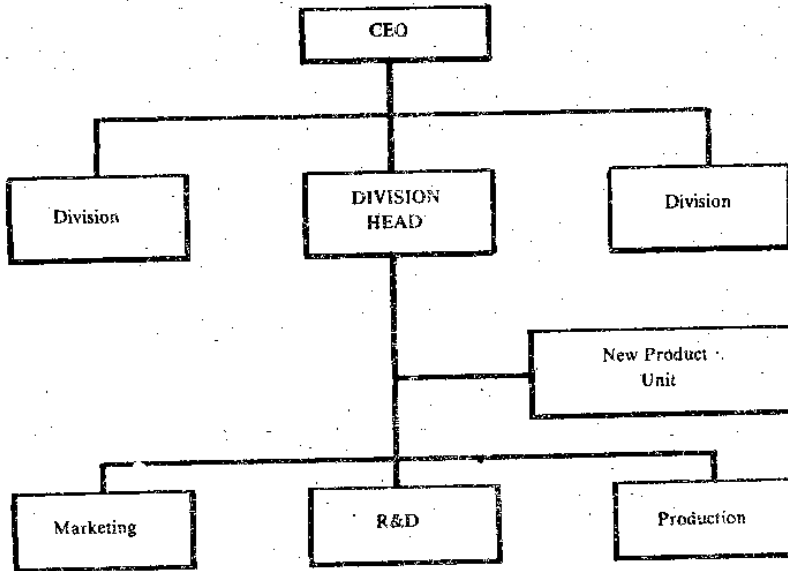 CEO
Division
DIVISION
HEAD
Division
New Product
Unit
Marketing
R&D
Production